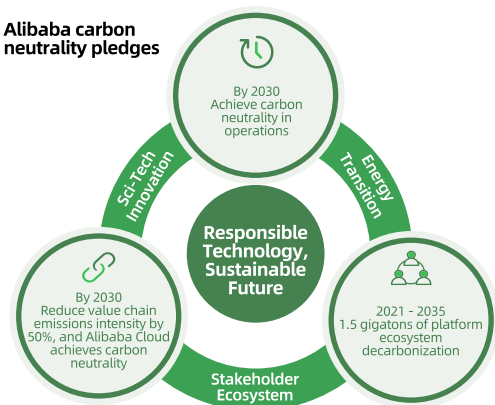 Alibaba carbon
neutrality pledges
By 2030
Achieve carbon
neutrality in
operations
Sci-Tech
Innovation
Energy
Transition
Responsible
Technology,
Sustainable
Future
By 2030
Reduce value chain
emissions intensity by
50%, and Alibaba Cloud
achieves carbon
neutrality
2021 - 2035
1.5 gigatons of platform
ecosystem
decarbonization
Stakeholder
Ecosystem